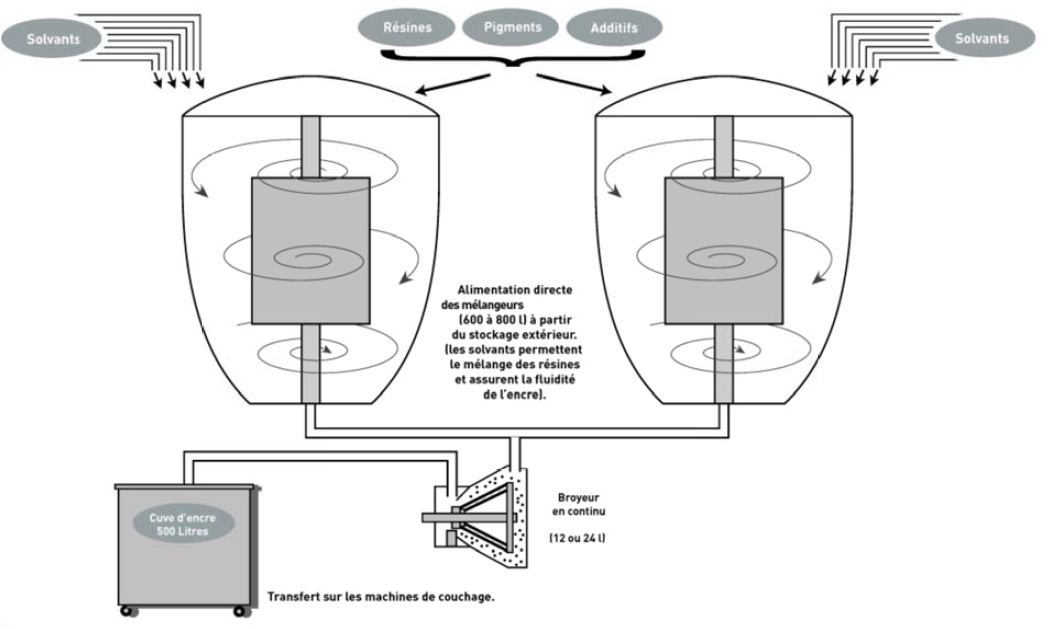 Solvants
Résines
Pigments
Additifs
Solvants
Alimentation directe
des mélangeurs
(600 à 800 l) à partir
du stockage extérieur.
(les solvants permettent
le mélange des résines
et assurent la fluidité
de l'encre).
Broyeur
en continu
(12 ou 24 l)
Cuve d'encre
500 Litres
Transfert sur les machines de couchage.